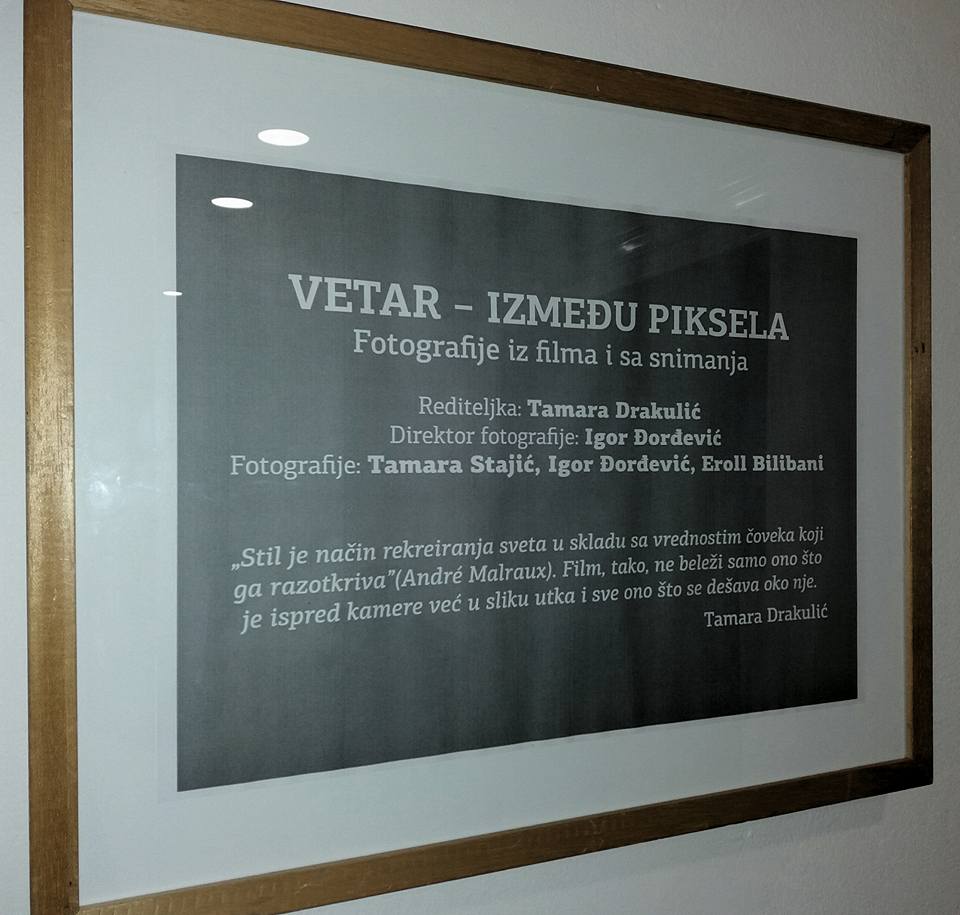 VETAR – IZMEĐU PIKSELA
Fotografije iz filma i sa snimanja
Rediteljka: Tamara Drakulić
Direktor fotografije: Igor Đorđević
Fotografije: Tamara Stajić, Igor Đorđević, Eroll Bilibani
„Stil je način rekreiranja sveta u skladu sa vrednostim čoveka koji
ga razotkriva”(André Malraux). Film, tako, ne beleži samo ono što
je ispred kamere već u sliku utka i sve ono što se dešava oko nje.
Tamara Drakulić